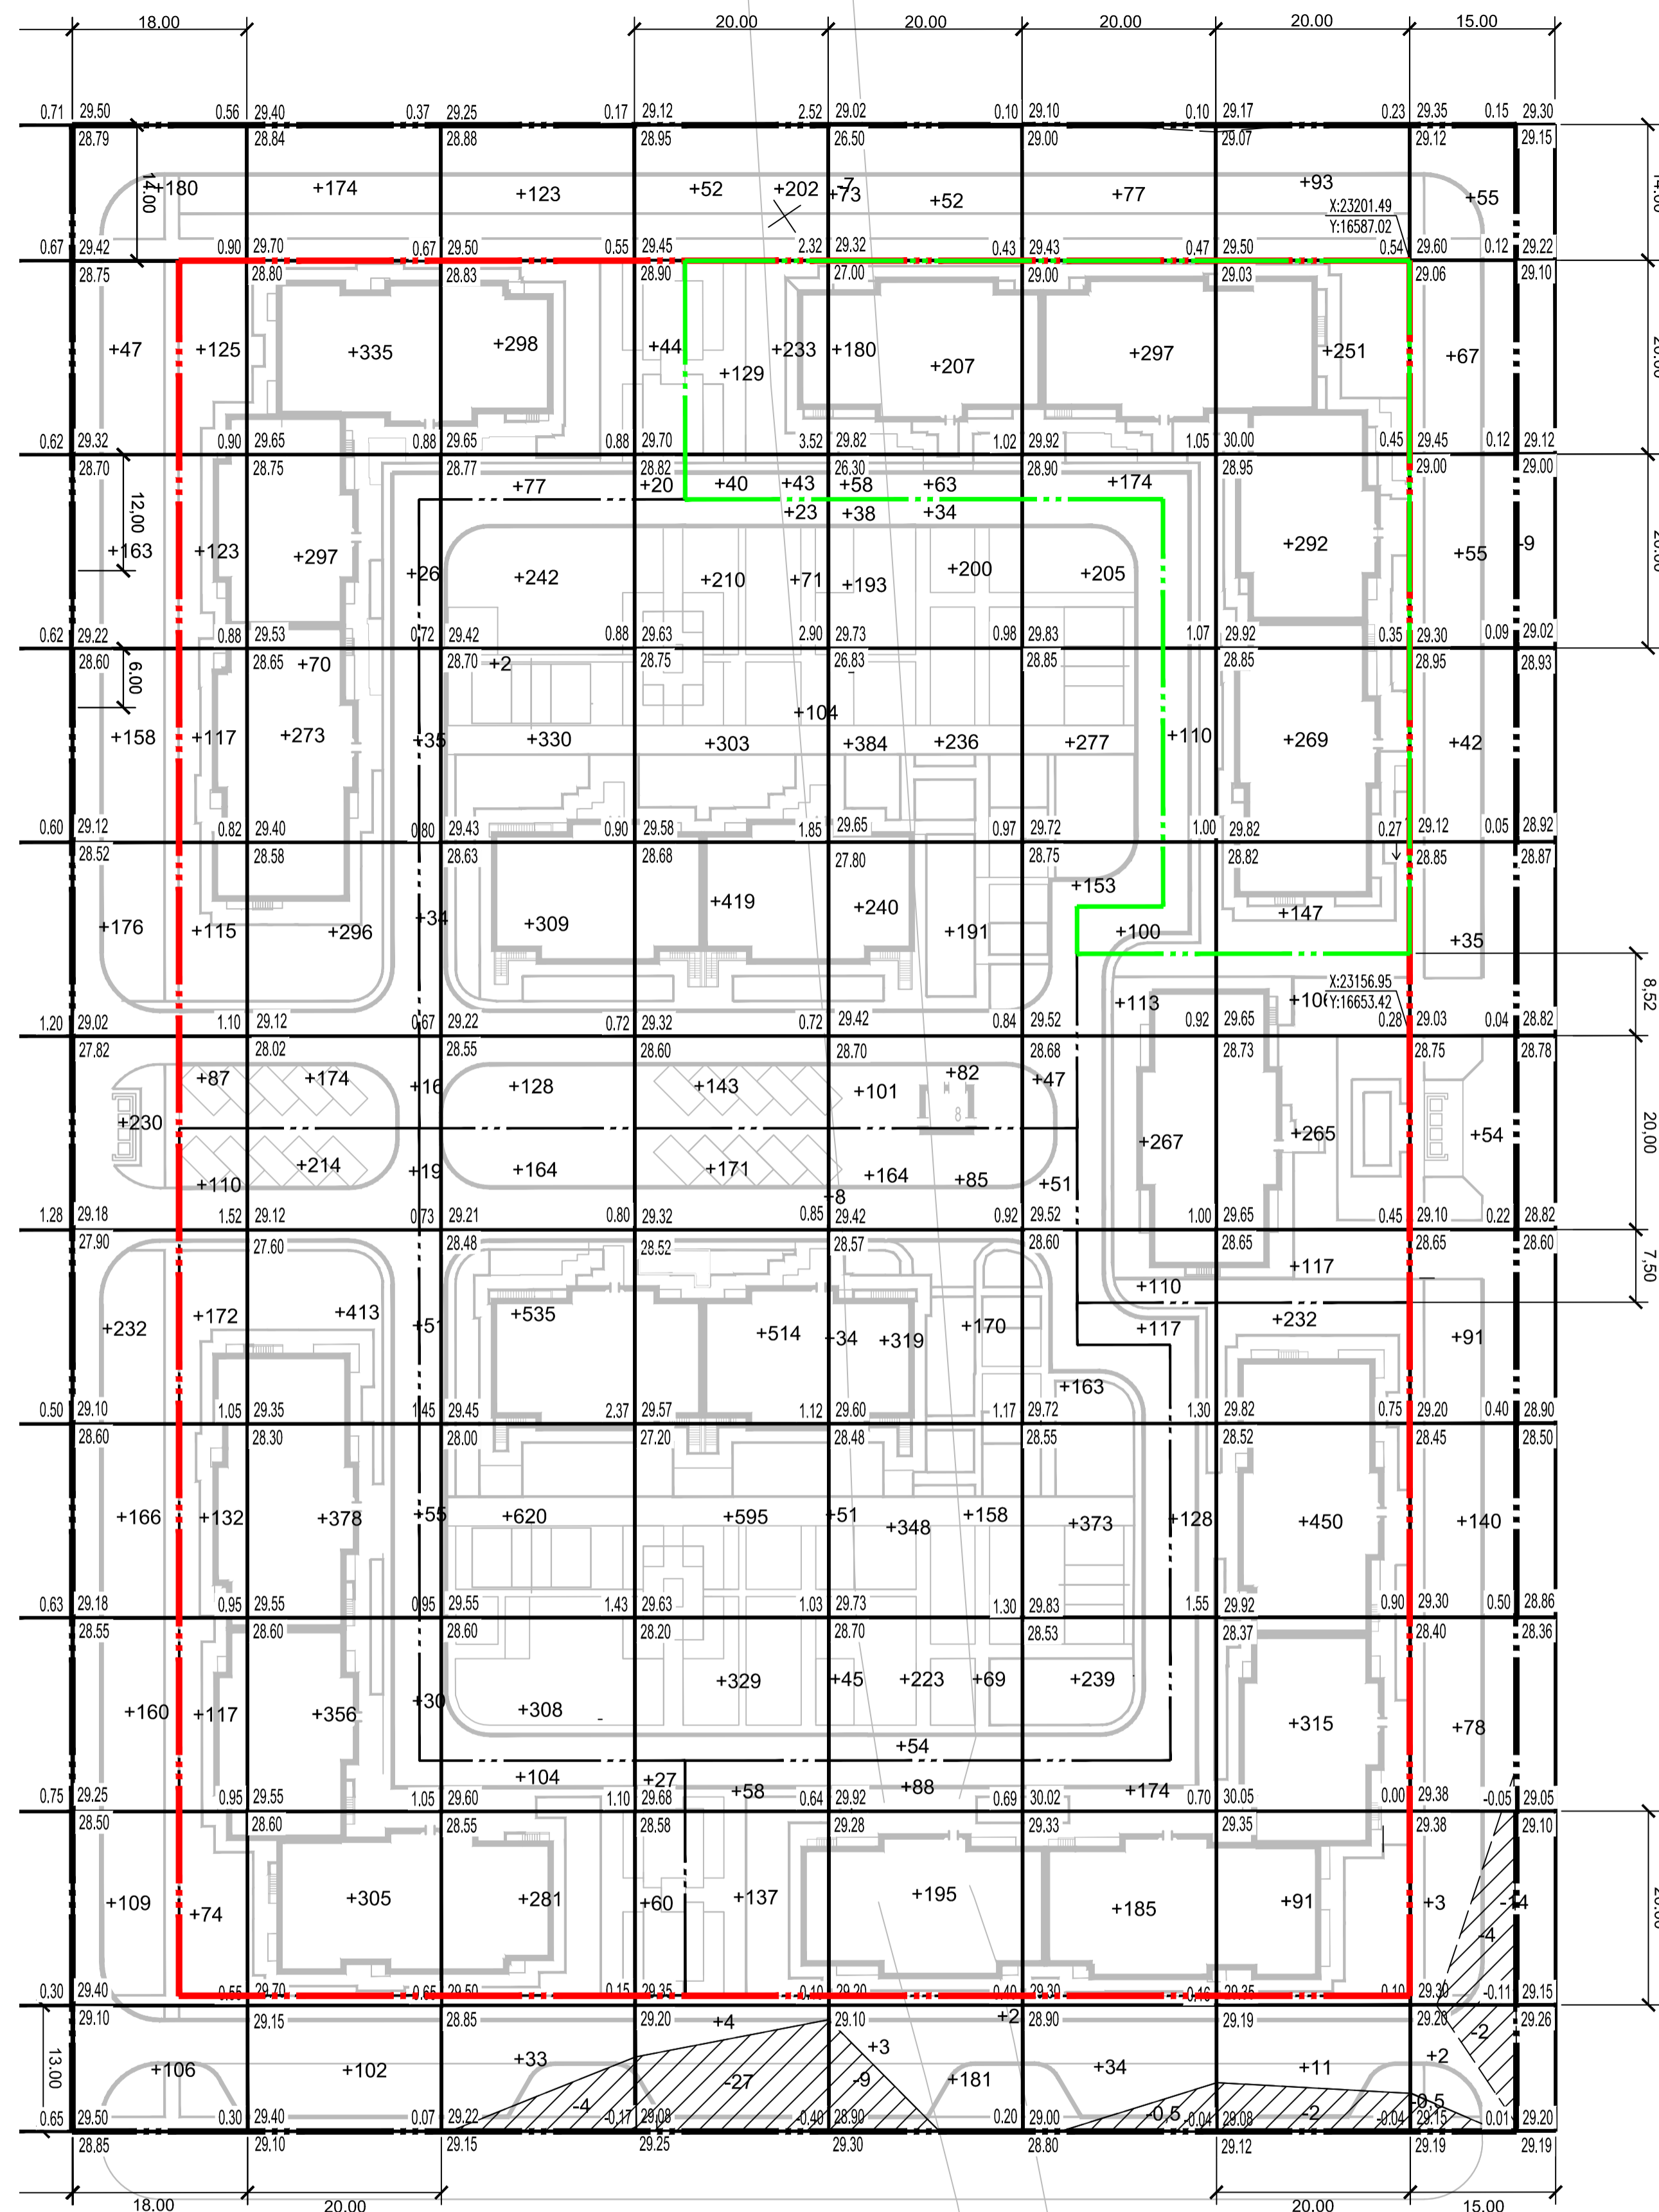 18.00 20.00 20.00 20.00 20.00 15.00
0.71 29.50 0.56 29.40 0.37 29.25 0.17 29.12 2.52 29.02 0.10 29.10 0.10 29.17 0.23 29.35 0.15 29.30
28.79 28.84 28.88 28.95 26.50 29.00 29.07 29.12 29.15
14.00 +180 +174 +123 +52 +202 -7 +73 +52 +77 +93 +55
X:23201.49
Y:16587.02
0.67 29.42 0.90 29.70 0.67 29.50 0.55 29.45 2.32 29.32 0.43 29.43 0.47 29.50 0.54 29.60 0.12 29.22
28.75 28.80 28.83 28.90 27.00 29.00 29.03 29.06 29.10
+47 +125 +335 +298 +44 +129 +233 +180 +207 +297 +251 +67
0.62 29.32 0.90 29.65 0.88 29.65 0.88 29.70 3.52 29.82 1.02 29.92 1.05 30.00 0.45 29.45 0.12 29.12
28.70 28.75 28.77 28.82 26.30 28.90 28.95 29.00 29.00
12,00 +77 +20 +40 +43 +58 +63 +174
+23 +38 +34
+163 +123 +297 +26 +242 +210 +71 +193 +200 +205 +292 +55 -9
0.62 29.22 0.88 29.53 0.72 29.42 0.88 29.63 2.90 29.73 0.98 29.83 1.07 29.92 0.35 29.30 0.09 29.02
28.60 28.65 28.70 28.75 26.83 28.85 28.85 28.95 28.93
6.00 +70 +2
+104
+158 +117 +273 +35 +330 +303 +384 +236 +277 +110 +269 +42
0.60 29.12 0.82 29.40 0.80 29.43 0.90 29.58 1.85 29.65 0.97 29.72 1.00 29.82 0.27 29.12 0.05 28.92
28.52 28.58 28.63 28.68 27.80 28.75 28.82 28.85 28.87
+153
+176 +115 +296 +34 +309 +419 +240 +191 +100 +147 +35
X:23156.95
Y:16653.42
+113 8,52
1.20 29.02 1.10 29.12 0.67 29.22 0.72 29.32 0.72 29.42 0.84 29.52 0.92 29.65 0.28 29.03 0.04 28.82
27.82 28.02 28.55 28.60 28.70 28.68 28.73 28.75 28.78
+87 +174 +16 +128 +143 +101 +82 +47
+230 +267 +265 +54 20,00
+110 +214 +19 +164 +171 +164 +85 +51
+8
1.28 29.18 1.52 29.12 0.73 29.21 0.80 29.32 0.85 29.42 0.92 29.52 1.00 29.65 0.45 29.10 0.22 28.82
27.90 27.60 28.48 28.52 28.57 28.60 28.65 28.65 28.60
+110 +117 7,50
+232 +172 +413 +51 +535 +514 +34 +319 +170 +117 +232 +91
+163
0.50 29.10 1.05 29.35 1.45 29.45 2.37 29.57 1.12 29.60 1.17 29.72 1.30 29.82 0.75 29.20 0.40 28.90
28.60 28.30 28.00 27.20 28.48 28.55 28.52 28.45 28.50
+166 +132 +378 +55 +620 +595 +51 +348 +158 +373 +128 +450 +140
0.63 29.18 0.95 29.55 0.95 29.55 1.43 29.63 1.03 29.73 1.30 29.83 1.55 29.92 0.90 29.30 0.50 28.86
28.55 28.60 28.60 28.20 28.70 28.53 28.37 28.40 28.36
+160 +117 +356 +30 +308 +329 +45 +223 +69 +239 +315 +78
+54
+104 +27 +58 +88 +174
0.75 29.25 0.95 29.55 1.05 29.60 1.10 29.68 0.64 29.92 0.69 30.02 0.70 30.05 0.00 29.38 -0.05 29.05
28.50 28.60 28.55 28.58 29.28 29.33 29.35 29.38 29.10
+109 +74 +305 +281 +60 +137 +195 +185 +91 +3 -4 -14
0.30 29.40 0.55 29.70 0.65 29.50 0.15 29.35 -0.10 29.20 0.40 29.30 0.16 29.35 0.10 29.30 -0.11 29.15
29.10 29.15 28.85 29.20 29.10 28.90 29.19 29.20 29.26
13.00 +106 +102 +33 +4 +3 +2 +34 +11 +2 -2
-4 -27 -9 +181 -0,5 -2 -0,5
0.65 29.50 0.30 29.40 0.07 29.22 -0.17 29.08 -0.40 28.90 0.20 29.00 -0.04 29.08 -0.04 29.15 0.01 29.20
28.85 29.10 29.15 29.25 29.30 28.80 29.12 29.19 29.19
18.00 20.00 20.00 15.00